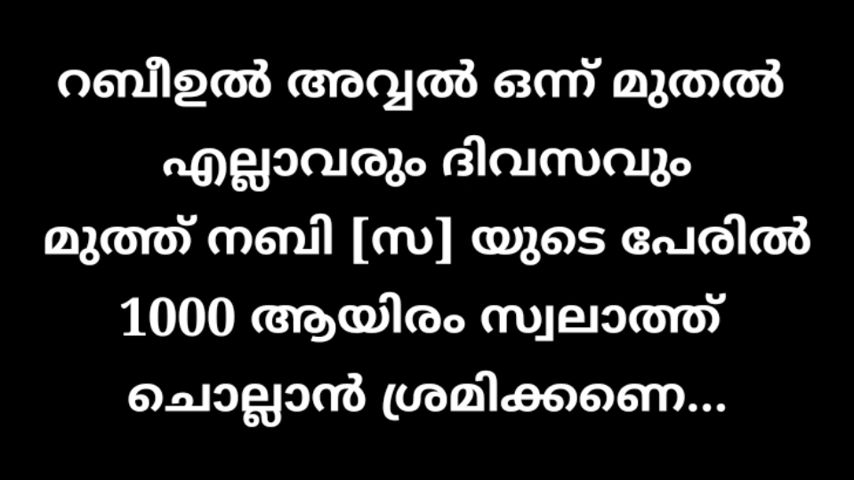 റബീഉൽ അവ്വൽ ഒന്ന് മുതൽ
എല്ലാവരും ദിവസവും
മുത്ത് നബി [സ] യുടെ പേരിൽ
1000 ആയിരം സ്വലാത്ത്
ചൊല്ലാൻ ശ്രമിക്കണെ...